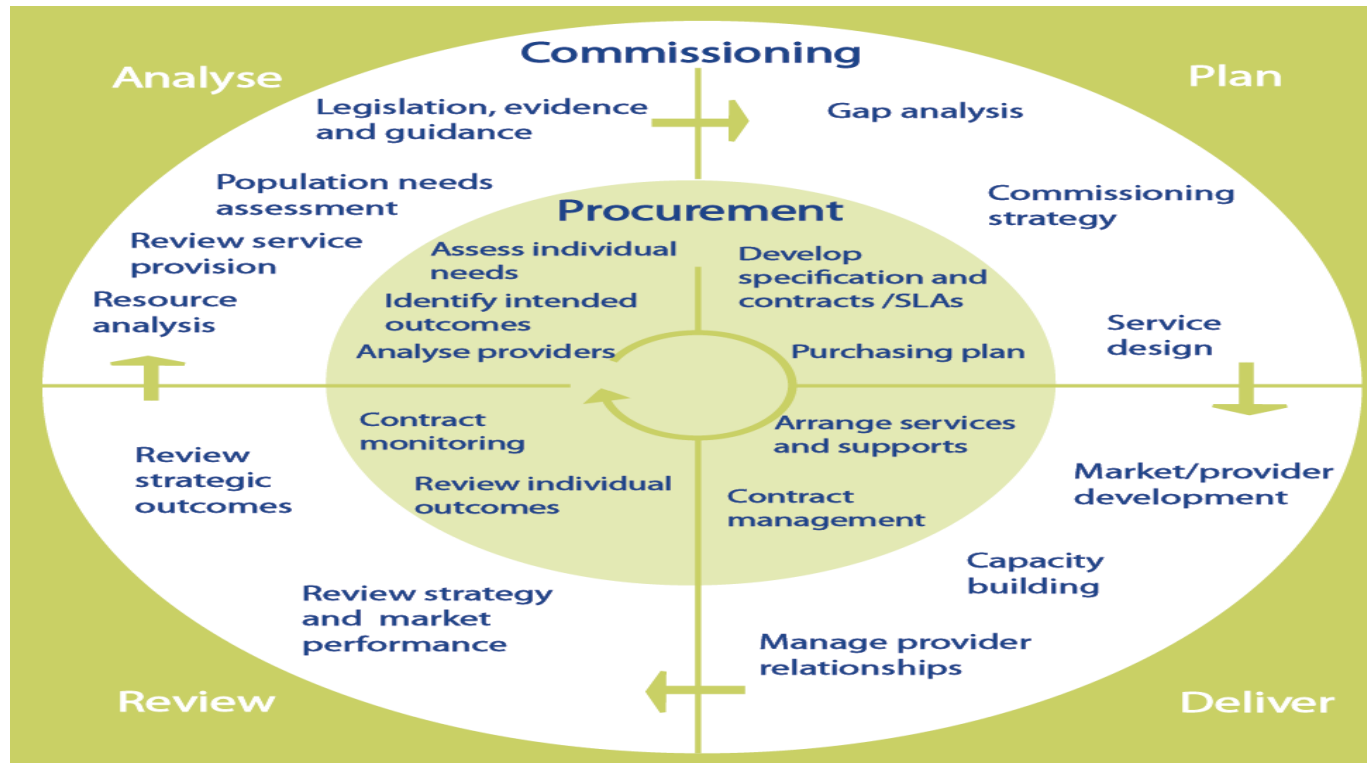 Commissioning
Analyse
Plan
Legislation, evidence
and guidance
Gap analysis
Population needs
assessment
Commissioning
strategy
Review service
provision
Resource
analysis
Service
design
Procurement
Assess individual
needs
Identify intended
outcomes
Analyse providers
Develop
specification and
contracts /SLAs
Purchasing plan
Contract
monitoring
Review individual
outcomes
Arrange services
and supports
Contract
management
Review
strategic
outcomes
Market/provider
development
Capacity
building
Review strategy
and market
performance
Manage provider
relationships
Review
Deliver